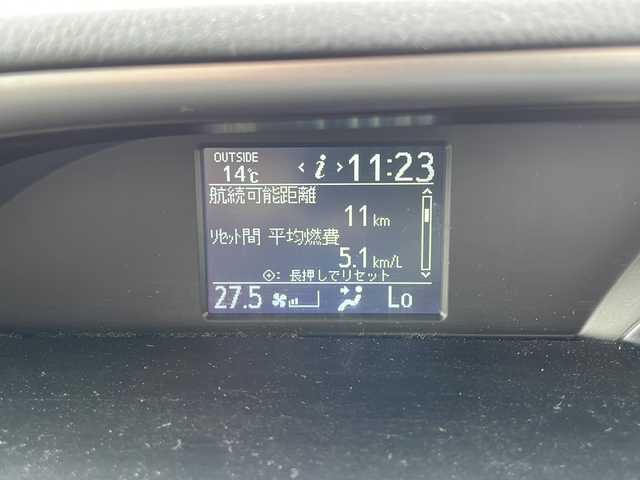 OUTSIDE
14℃ < i > 11:23
航続可能距離
11 km
リセット間 平均燃費
5.1 km/L
: 長押しでリセット
27.5 Lo